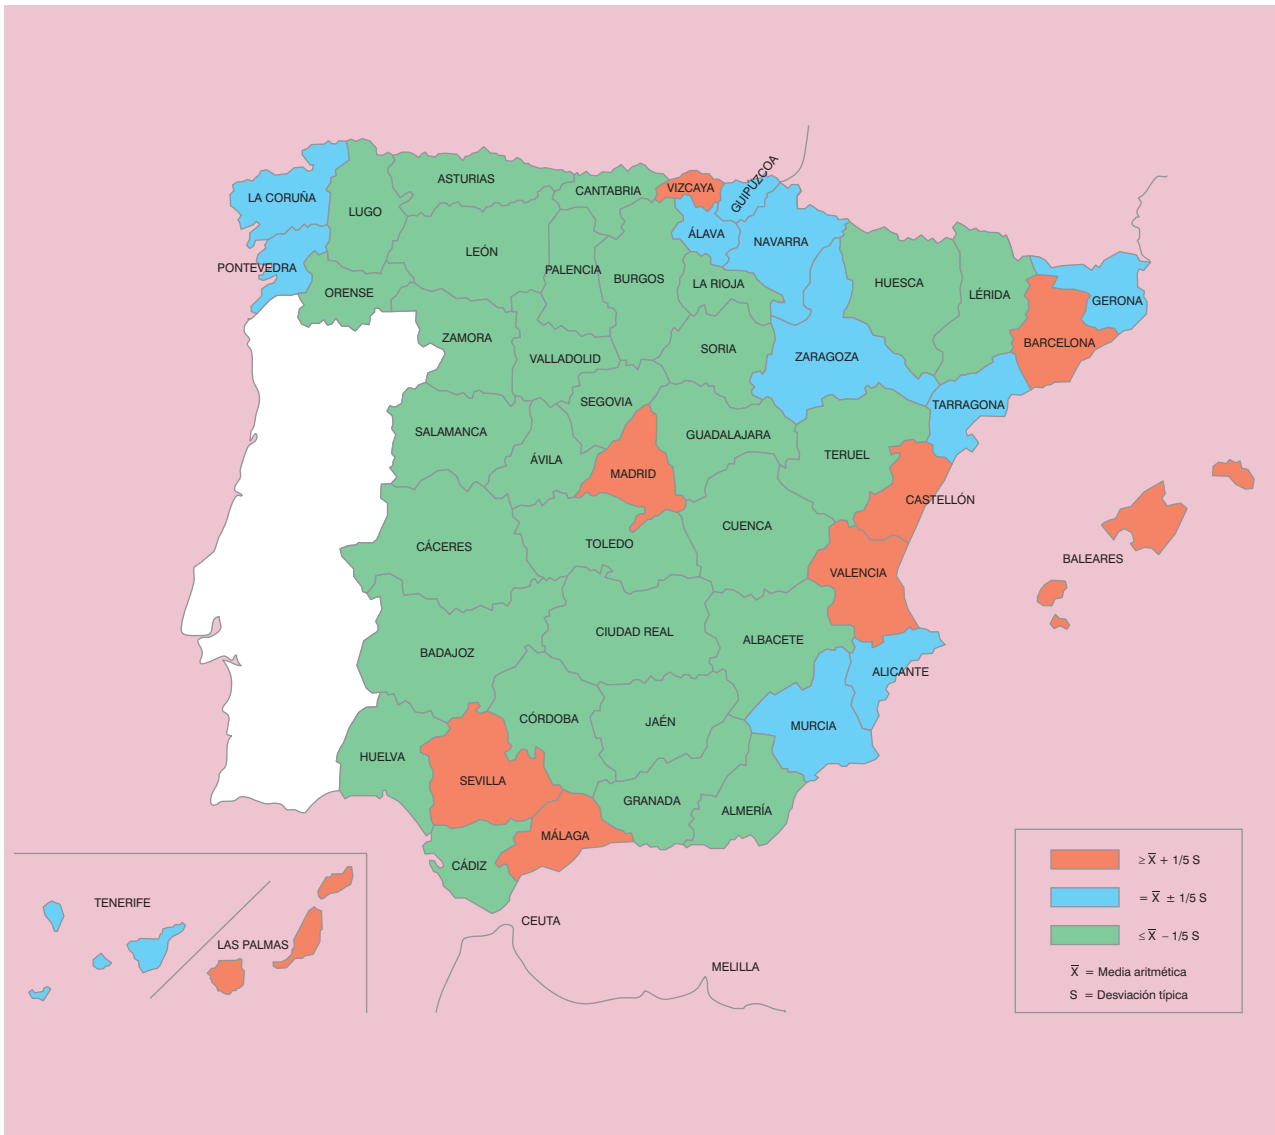 GUIPÚZCOA
ASTURIAS
CANTABRIA
VIZCAYA
LA CORUÑA
LUGO
ÁLAVA
NAVARRA
LEÓN
PONTEVEDRA
PALENCIA
BURGOS
LA RIOJA
HUESCA
LÉRIDA
GERONA
ORENSE
ZAMORA
VALLADOLID
SORIA
ZARAGOZA
BARCELONA
SEGOVIA
TARRAGONA
SALAMANCA
GUADALAJARA
ÁVILA
MADRID
TERUEL
CASTELLÓN
CÁCERES
TOLEDO
CUENCA
BALEARES
VALENCIA
CIUDAD REAL
ALBACETE
BADAJOZ
ALICANTE
CÓRDOBA
JAÉN
MURCIA
HUELVA
SEVILLA
GRANADA
ALMERÍA
MÁLAGA
CÁDIZ
TENERIFE
LAS PALMAS
CEUTA
MELILLA
≥ X̅ + 1/5 S
= X̅ ± 1/5 S
≤ X̅ − 1/5 S
X̅ = Media aritmética
S = Desviación típica